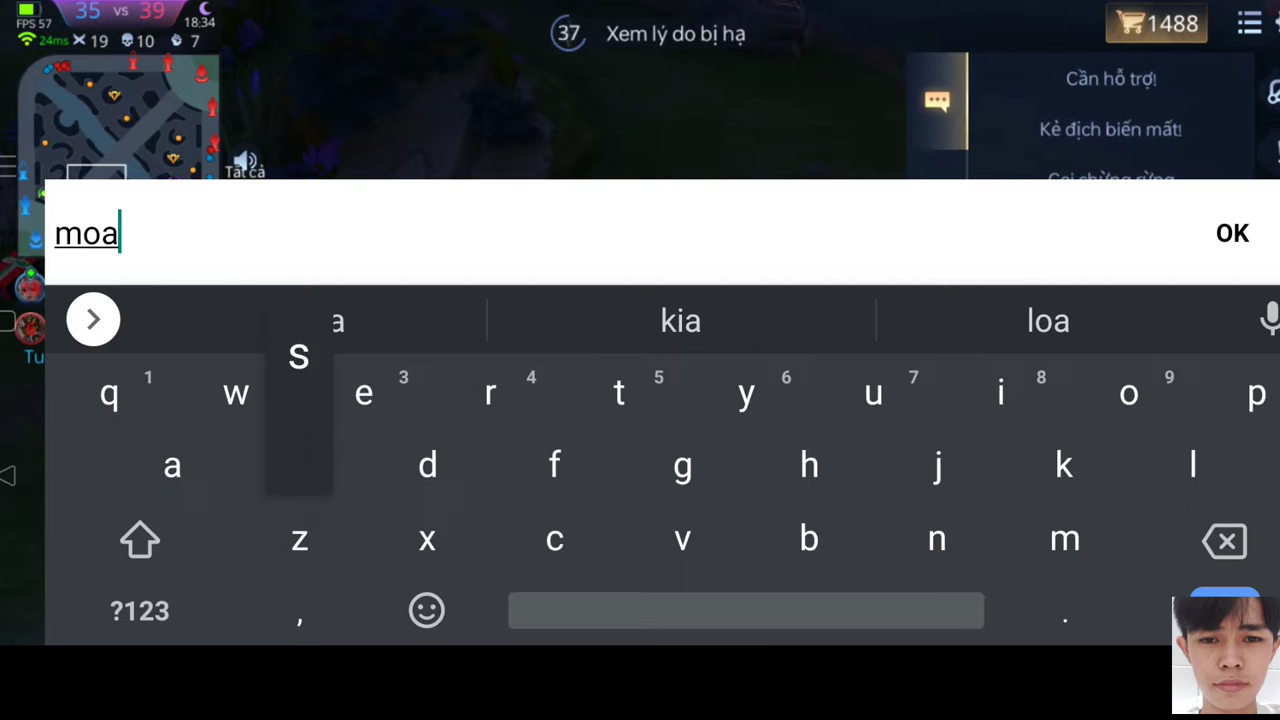 35 vs 39
FPS 57
18:34
24ms 19 10 7
37 Xem lý do bị hạ
1488
Cần hỗ trợ!
Kẻ địch biến mất!
Tất cả
moa
OK
a kia loa
s
q 1 w e 3 r 4 t 5 y 6 u 7 i 8 o 9 p
a d f g h j k l
z x c v b n m
?123 , .
Tu